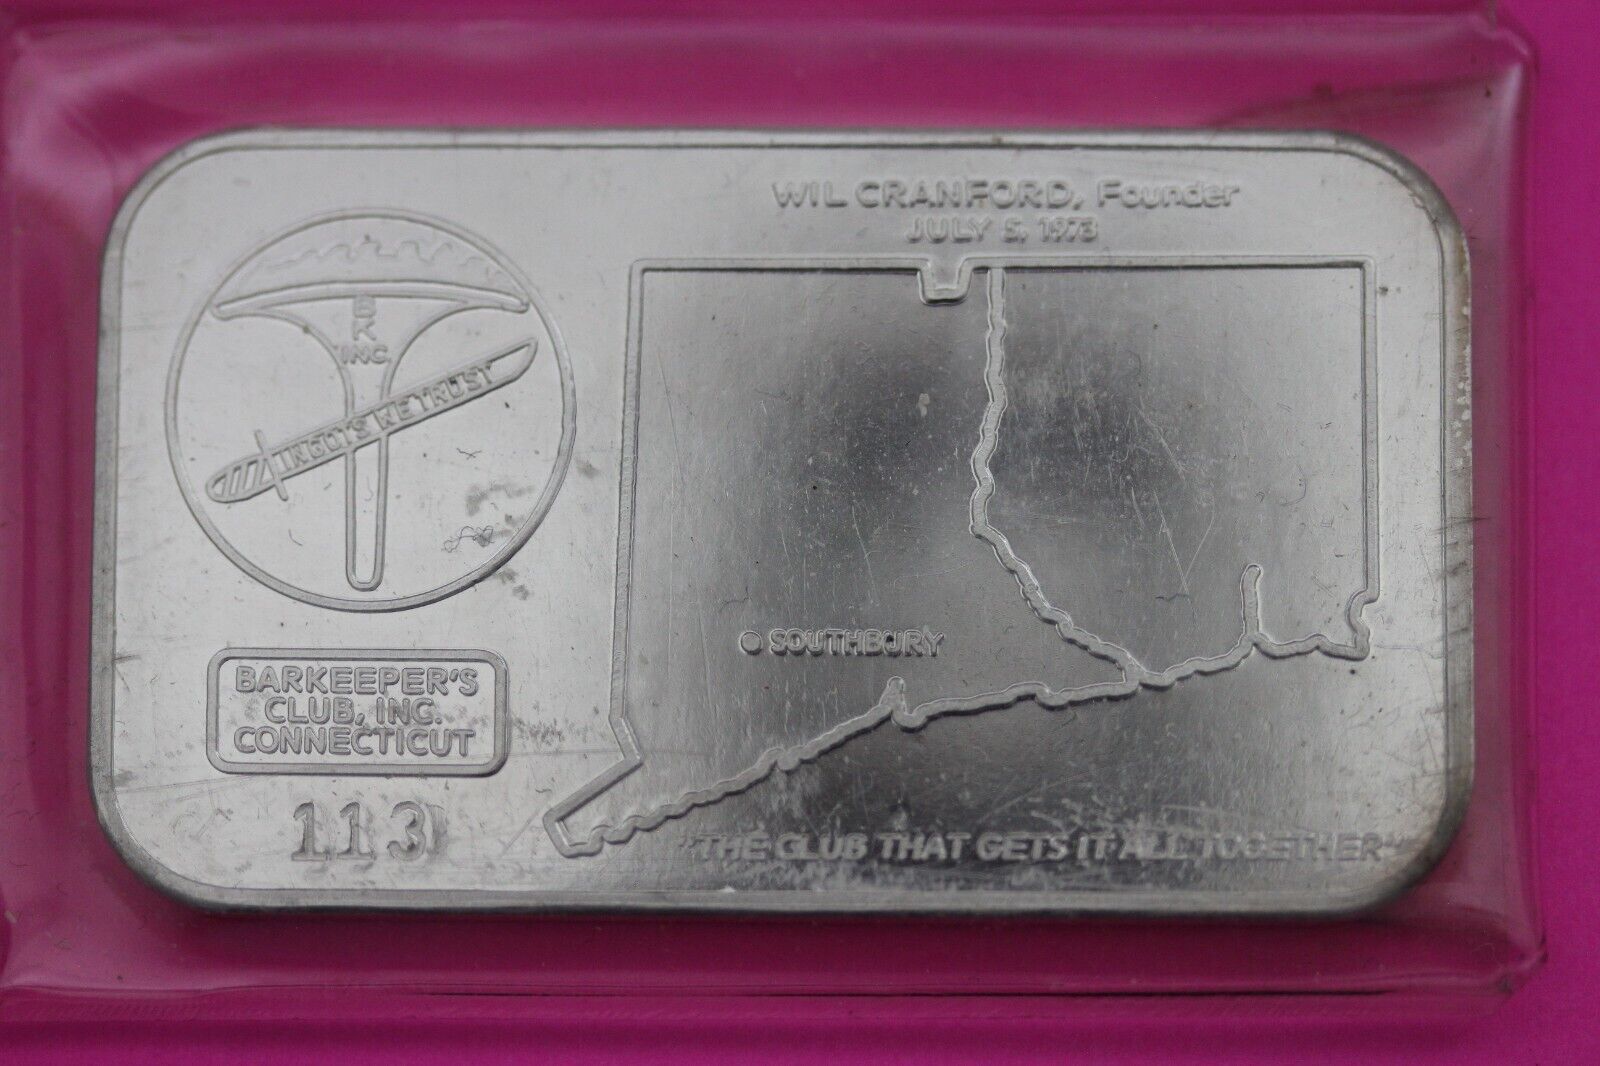 WIL CRANFORD, Founder
JULY 5, 1973
B
K
INC.
INGOTS WE TRUST
SOUTHBURY
BARKEEPER'S
CLUB, INC.
CONNECTICUT
113
"THE CLUB THAT GETS IT ALL TOGETHER"